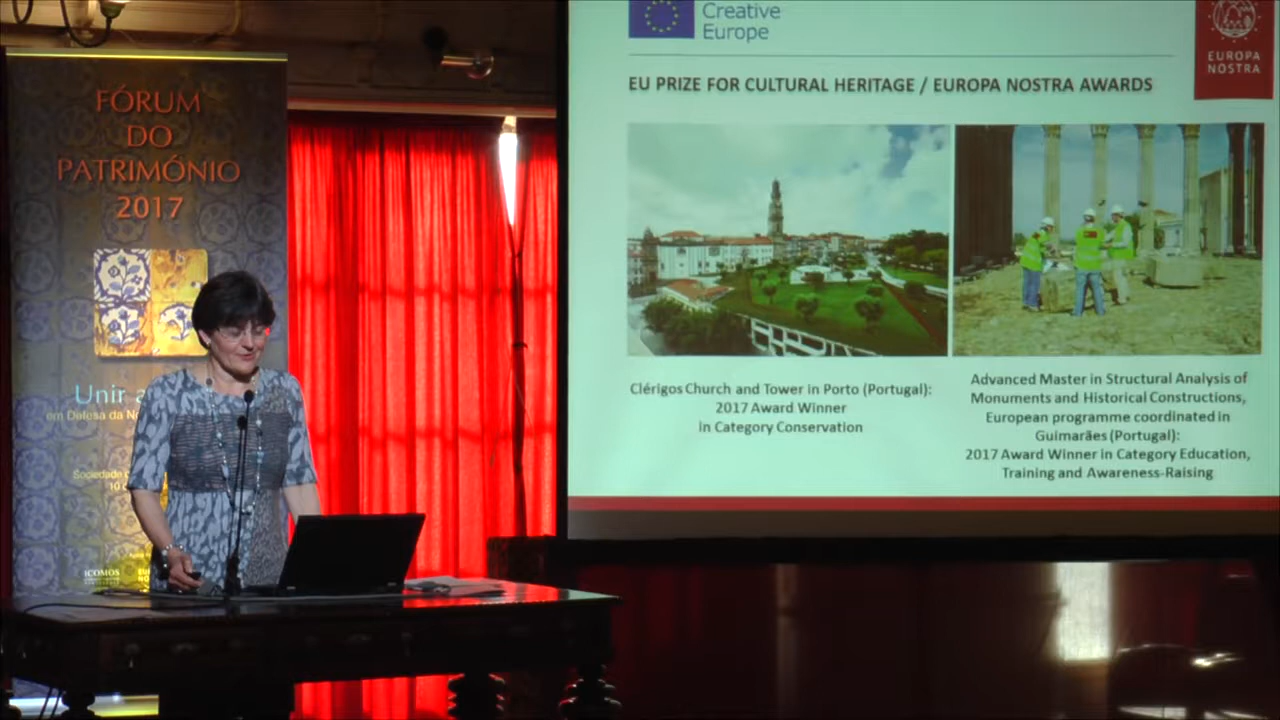 FÓRUM
DO
PATRIMÓNIO
2017
Unir
em Defesa da
Sociedade
10
ICOMOS
Creative
Europe
EUROPA
NOSTRA
EU PRIZE FOR CULTURAL HERITAGE / EUROPA NOSTRA AWARDS
Clérigos Church and Tower in Porto (Portugal):
2017 Award Winner
in Category Conservation
Advanced Master in Structural Analysis of
Monuments and Historical Constructions,
European programme coordinated in
Guimarães (Portugal):
2017 Award Winner in Category Education,
Training and Awareness-Raising